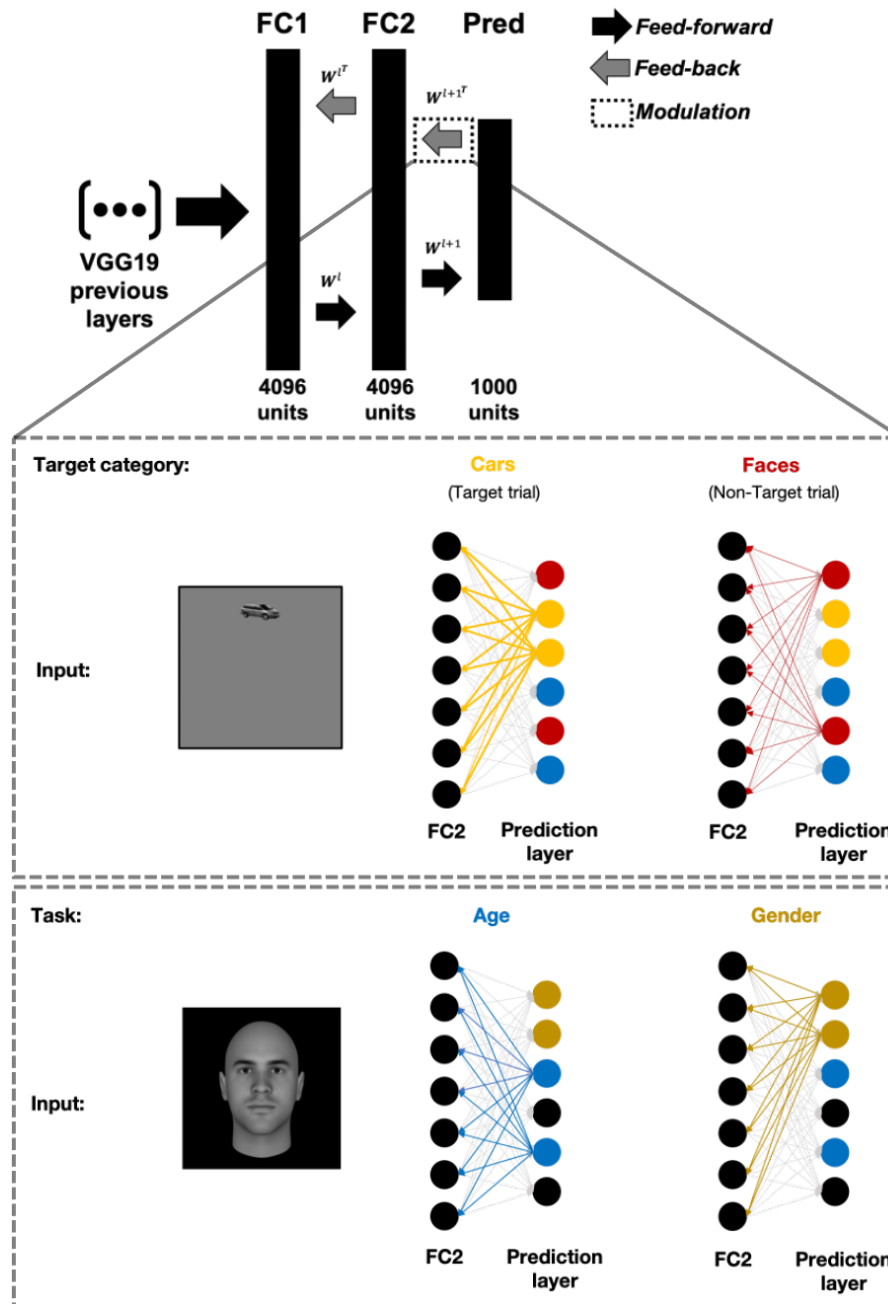 FC1 FC2 Pred
Feed-forward
W^{l^T}
Feed-back
W^{l+1^T}
Modulation
[•••]
VGG19
previous
layers
W^{l+1}
W^l
4096
units
4096
units
1000
units
Target category:
Cars
(Target trial)
Faces
(Non-Target trial)
Input:
FC2
Prediction
layer
FC2
Prediction
layer
Task:
Age
Gender
Input:
FC2
Prediction
layer
FC2
Prediction
layer